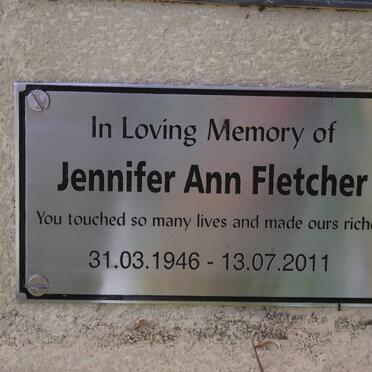 In Loving Memory of
Jennifer Ann Fletcher
You touched so many lives and made ours
31.03.1946 - 13.07.2011